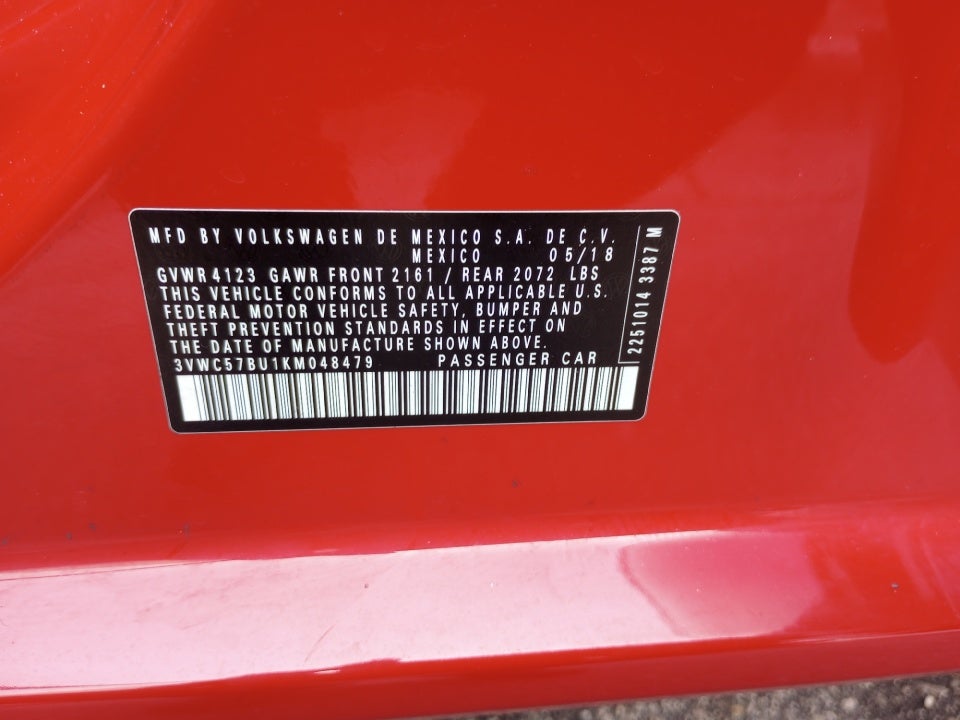 MFD BY VOLKSWAGEN DE MEXICO S.A. DE C.V.
MEXICO 05/18
GVWR 4123 GAWR FRONT 2161 / REAR 2072 LBS
THIS VEHICLE CONFORMS TO ALL APPLICABLE U.S.
FEDERAL MOTOR VEHICLE SAFETY, BUMPER AND
THEFT PREVENTION STANDARDS IN EFFECT ON
THE DATE OF MANUFACTURE SHOWN ABOVE.
3VWC57BU1KM048479 PASSENGER CAR
2251014 3387 M